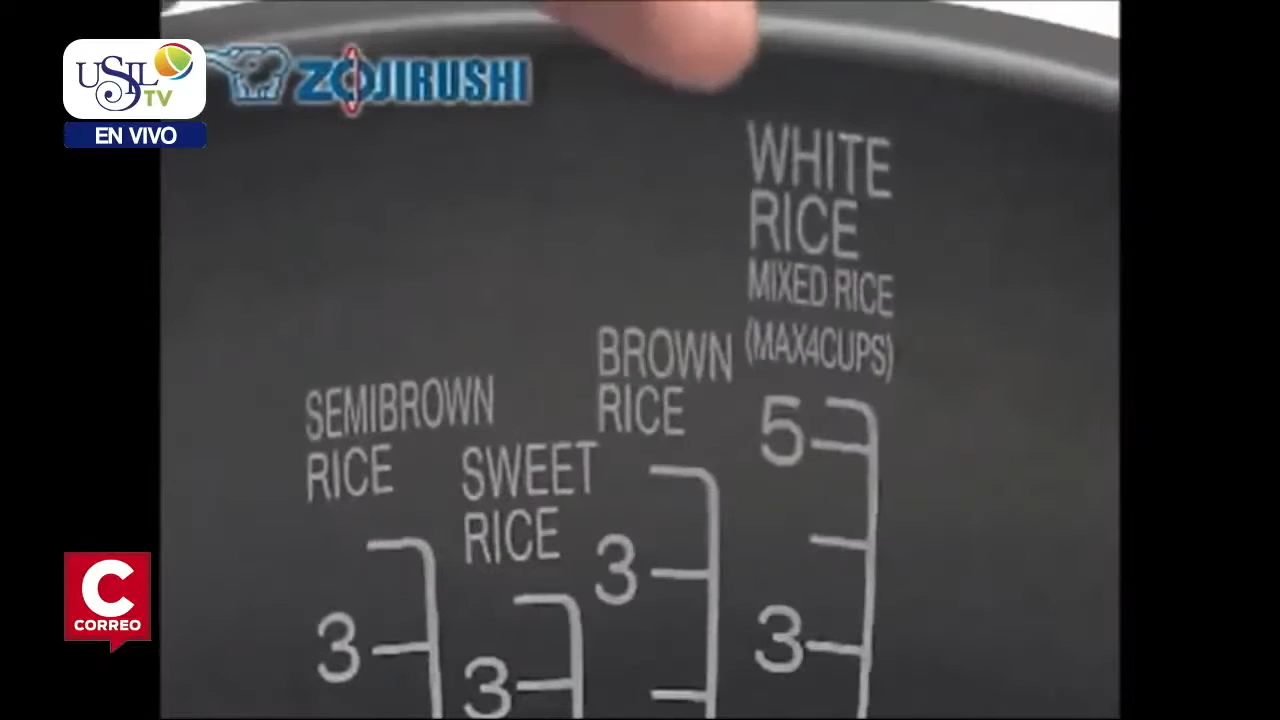 USIL
TV
EN VIVO
ZOJIRUSHI
WHITE
RICE
MIXED RICE
(MAX4CUPS)
5
3
BROWN
RICE
3
SEMIBROWN
RICE
3
SWEET
RICE
3
C
CORREO